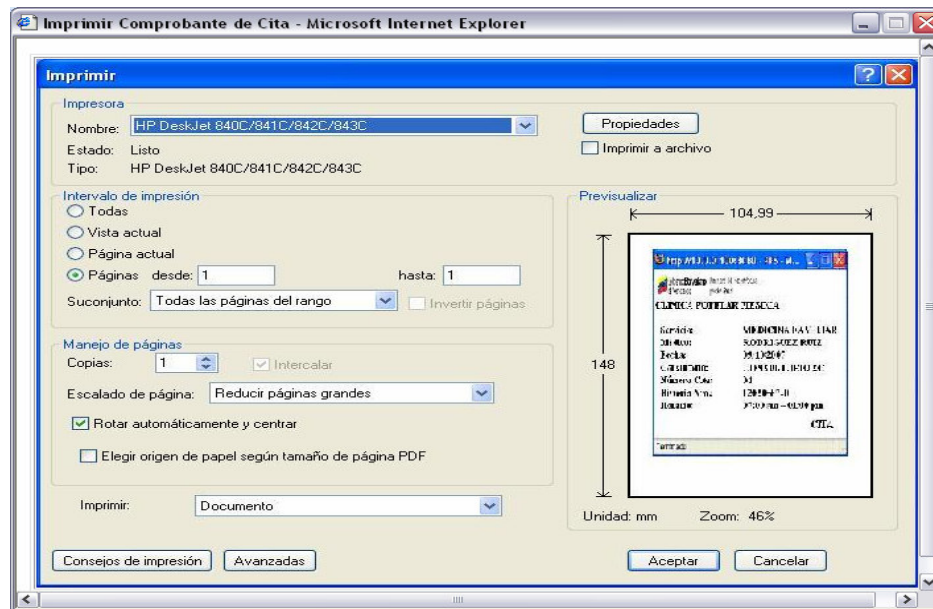 Imprimir Comprobante de Cita - Microsoft Internet Explorer
Imprimir
Impresora
Nombre: HP DeskJet 840C/841C/842C/843C
Propiedades
Estado: Listo
Imprimir a archivo
Tipo: HP DeskJet 840C/841C/842C/843C
Intervalo de impresión
Todas
Vista actual
Página actual
Páginas desde: 1 hasta: 1
Suconjunto: Todas las páginas del rango
Invertir páginas
Manejo de páginas
Copias: 1
Intercalar
Escalado de página: Reducir páginas grandes
Rotar automáticamente y centrar
Elegir origen de papel según tamaño de página PDF
Imprimir: Documento
Previsualizar
104,99
148
CLINICA POPULAR
Servicio: MEDICINA
RODRIGUEZ
Fecha:
CITA
Unidad: mm Zoom: 46%
Consejos de impresión
Avanzadas
Aceptar
Cancelar